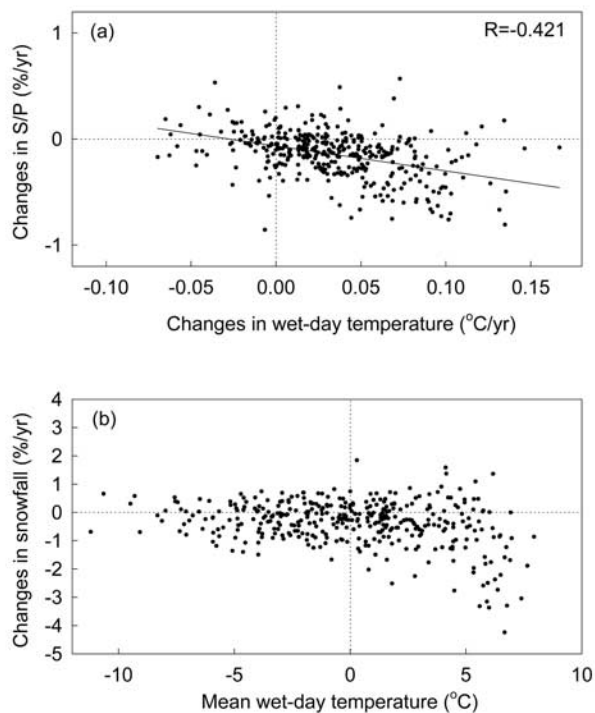 (a)
R=-0.421
1
0
-1
Changes in S/P (%/yr)
-0.10 -0.05 0.00 0.05 0.10 0.15
Changes in wet-day temperature (°C/yr)
(b)
4
3
2
1
0
-1
-2
-3
-4
-5
Changes in snowfall (%/yr)
-10 -5 0 5 10
Mean wet-day temperature (°C)